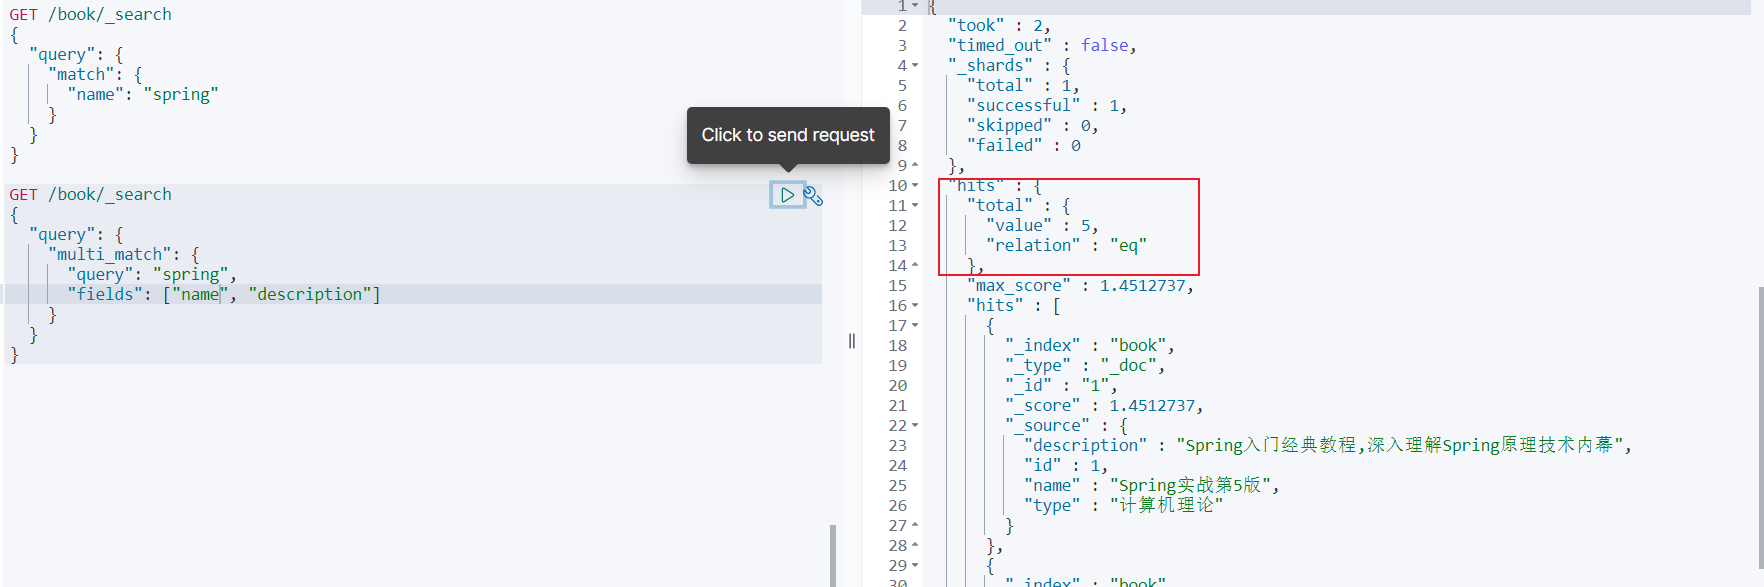 GET /book/_search
{
  "query": {
    "match": {
      "name": "spring"
    }
  }
}
GET /book/_search
{
  "query": {
    "multi_match": {
      "query": "spring",
      "fields": ["name", "description"]
    }
  }
}
Click to send request
1 {
2 "took" : 2,
3 "timed_out" : false,
4 "_shards" : {
5 "total" : 1,
6 "successful" : 1,
7 "skipped" : 0,
8 "failed" : 0
9 },
10 "hits" : {
11 "total" : {
12 "value" : 5,
13 "relation" : "eq"
14 },
15 "max_score" : 1.4512737,
16 "hits" : [
17 {
18 "_index" : "book",
19 "_type" : "_doc",
20 "_id" : "1",
21 "_score" : 1.4512737,
22 "_source" : {
23 "description" : "Spring入门经典教程,深入理解Spring原理技术内幕",
24 "id" : 1,
25 "name" : "Spring实战第5版",
26 "type" : "计算机理论"
27 }
28 },
29 {
30 "_index" : "book"